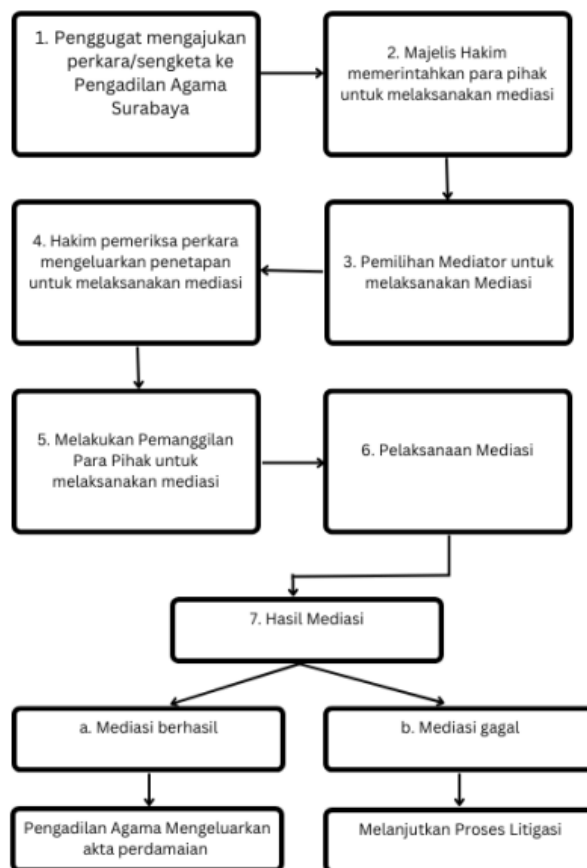 1. Penggugat mengajukan
perkara/sengketa ke
Pengadilan Agama
Surabaya
2. Majelis Hakim
memerintahkan para pihak
untuk melaksanakan mediasi
3. Pemilihan Mediator untuk
melaksanakan Mediasi
4. Hakim pemeriksa perkara
mengeluarkan penetapan
untuk melaksanakan mediasi
5. Melakukan Pemanggilan
Para Pihak untuk
melaksanakan mediasi
6. Pelaksanaan Mediasi
7. Hasil Mediasi
a. Mediasi berhasil
b. Mediasi gagal
Pengadilan Agama Mengeluarkan
akta perdamaian
Melanjutkan Proses Litigasi